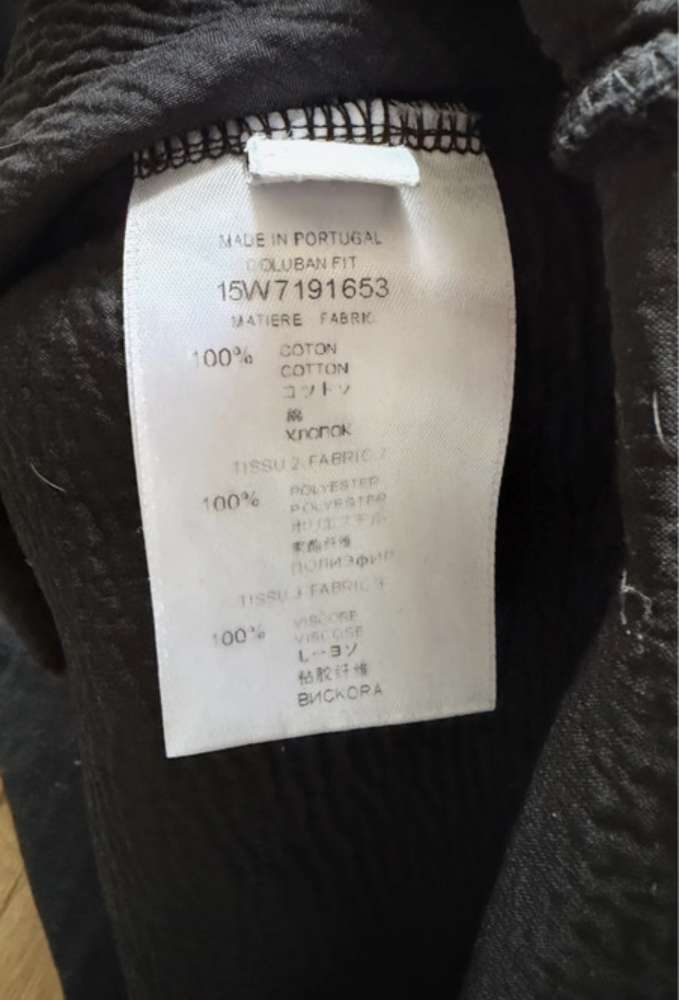 MADE IN PORTUGAL
COLUBAN FIT
15W7191653
MATIERE FABRIC
100% COTON
COTTON
コットン
綿
хлопок
TISSU 2 FABRIC 2
100% POLYESTER
POLYESTER
ポリエステル
聚酯纤维
ПОЛИЭФИР
TISSU 3 FABRIC 3
100% VISCOSE
VISCOSE
レーヨン
粘胶纤维
ВИСКОЗА